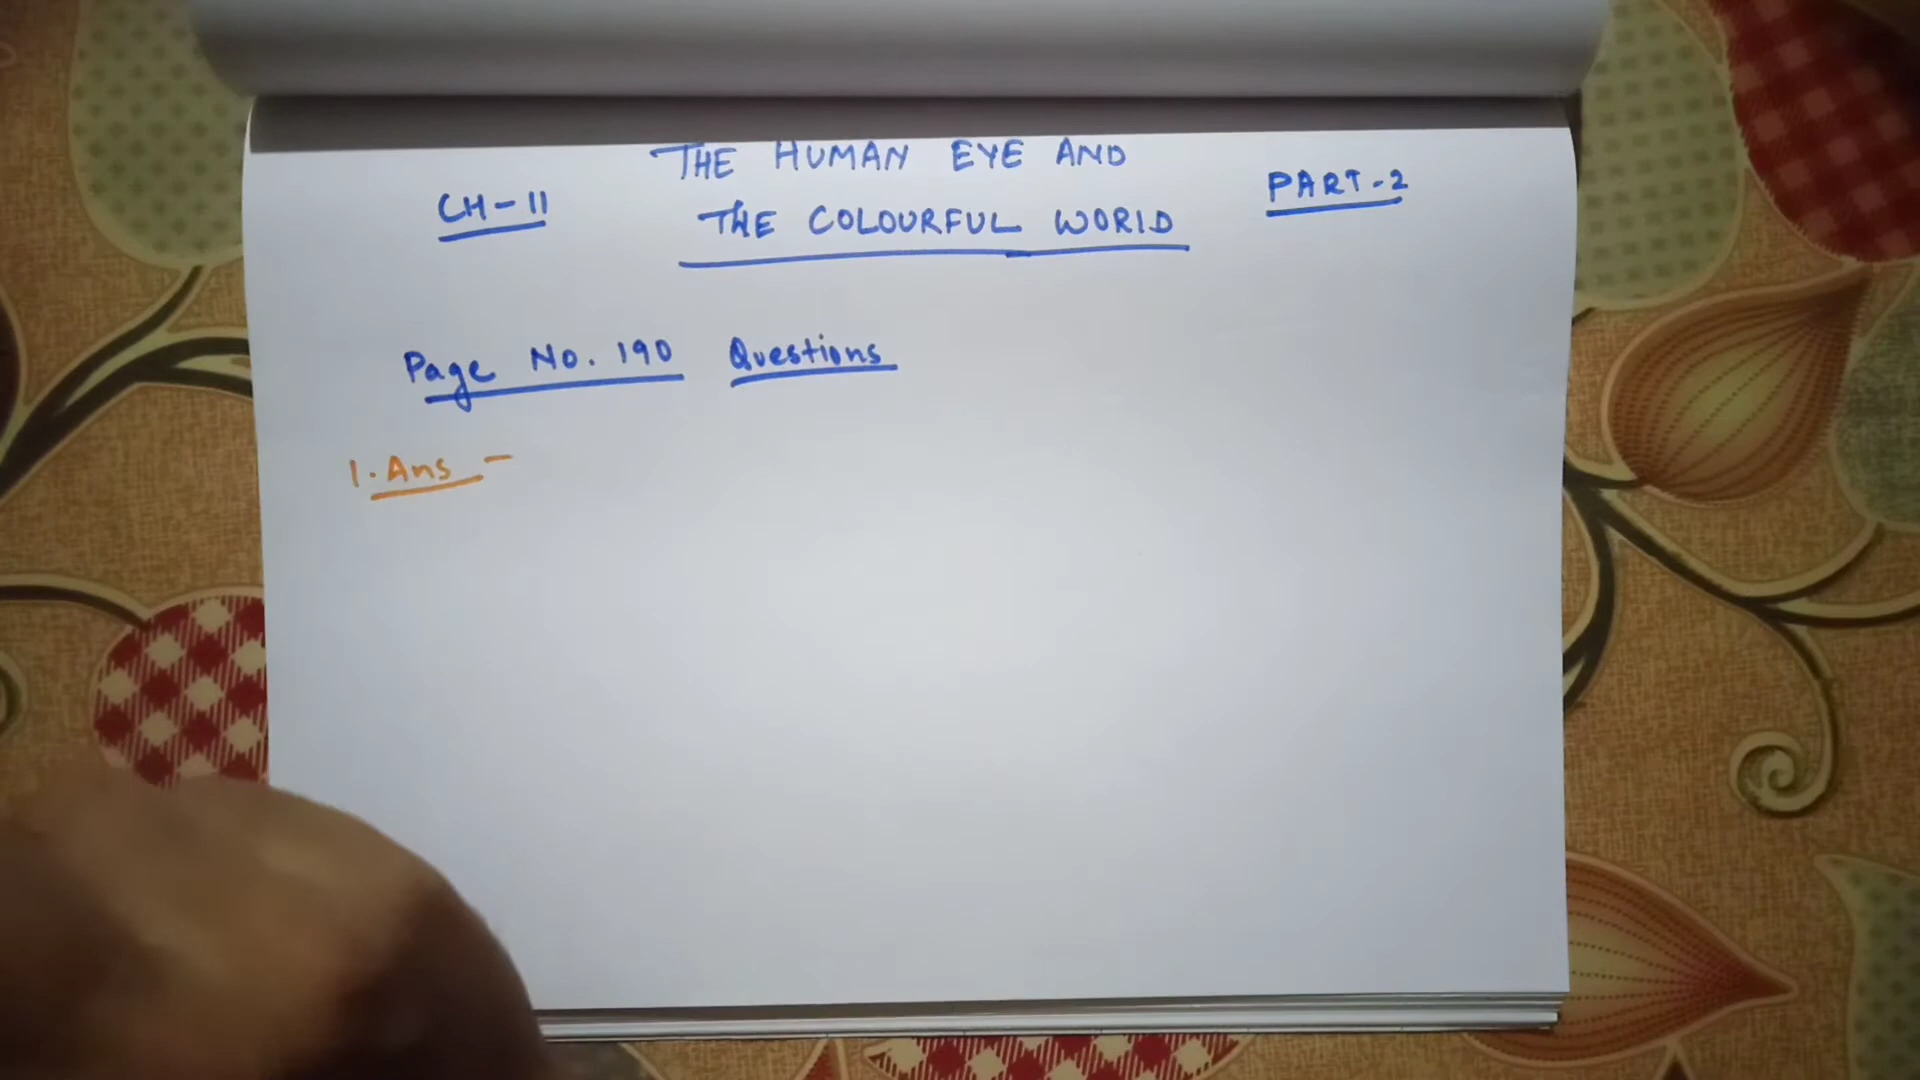 THE HUMAN EYE AND
CH-11
THE COLOURFUL WORLD
PART-2
Page No. 190 Questions
1. Ans -